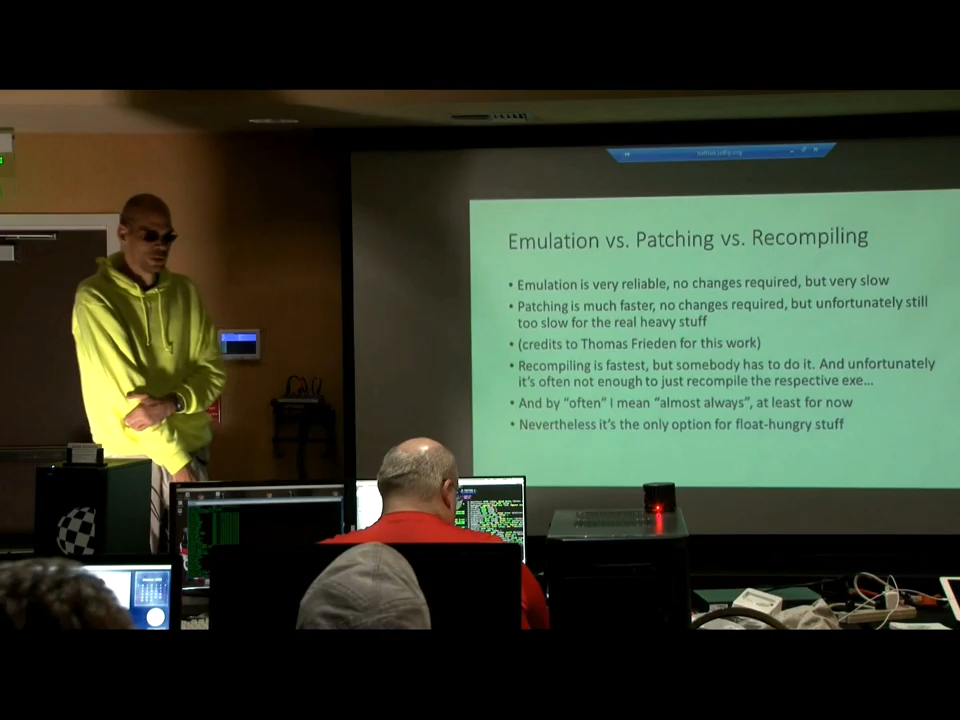 Emulation vs. Patching vs. Recompiling
• Emulation is very reliable, no changes required, but very slow
• Patching is much faster, no changes required, but unfortunately still
too slow for the real heavy stuff
• (credits to Thomas Frieden for this work)
• Recompiling is fastest, but somebody has to do it. And unfortunately
it's often not enough to just recompile the respective exe...
• And by "often" I mean "almost always", at least for now
• Nevertheless it's the only option for float-hungry stuff